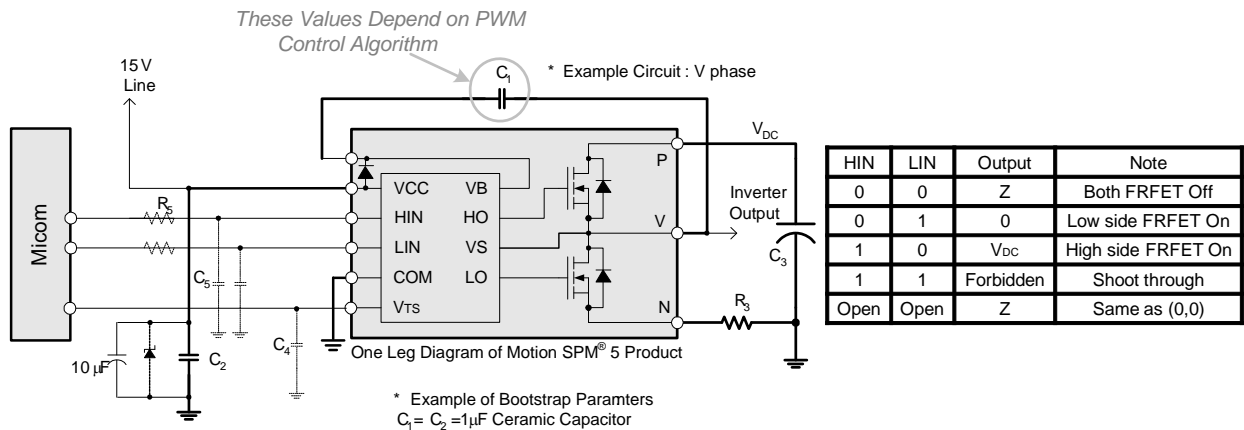 These Values Depend on PWM
Control Algorithm
15 V
Line
C1
* Example Circuit : V phase
VDC
P
Micom
R5
VCC
VB
HIN
HO
LIN
VS
COM
LO
VTS
V
N
Inverter
Output
C3
R3
C5
C4
10 μF
C2
One Leg Diagram of Motion SPM® 5 Product
* Example of Bootstrap Paramters
C1= C2 =1μF Ceramic Capacitor
HIN LIN Output Note
0 0 Z Both FRFET Off
0 1 0 Low side FRFET On
1 0 VDC High side FRFET On
1 1 Forbidden Shoot through
Open Open Z Same as (0,0)